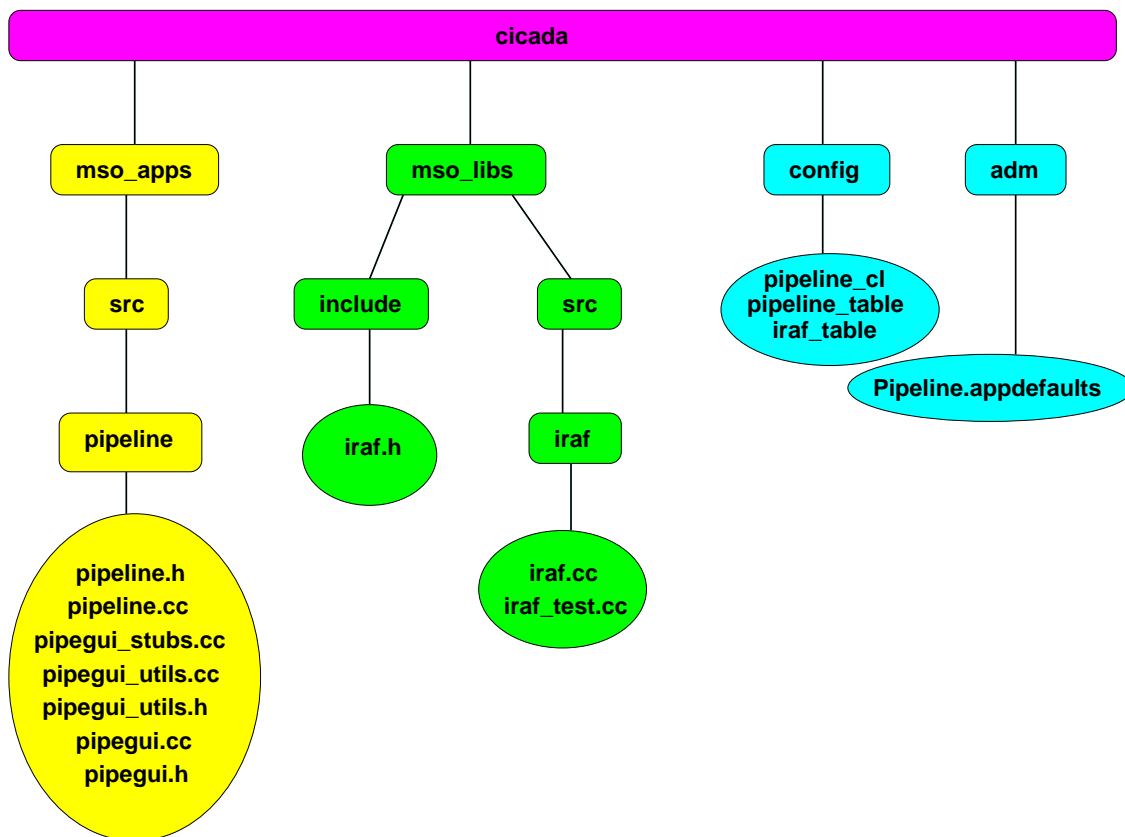 cicada
mso_apps
mso_libs
config
adm
src
include
src
pipeline_cl
pipeline_table
iraf_table
Pipeline.appdefaults
pipeline
iraf.h
iraf
pipeline.h
pipeline.cc
pipegui_stubs.cc
pipegui_utils.cc
pipegui_utils.h
pipegui.cc
pipegui.h
iraf.cc
iraf_test.cc